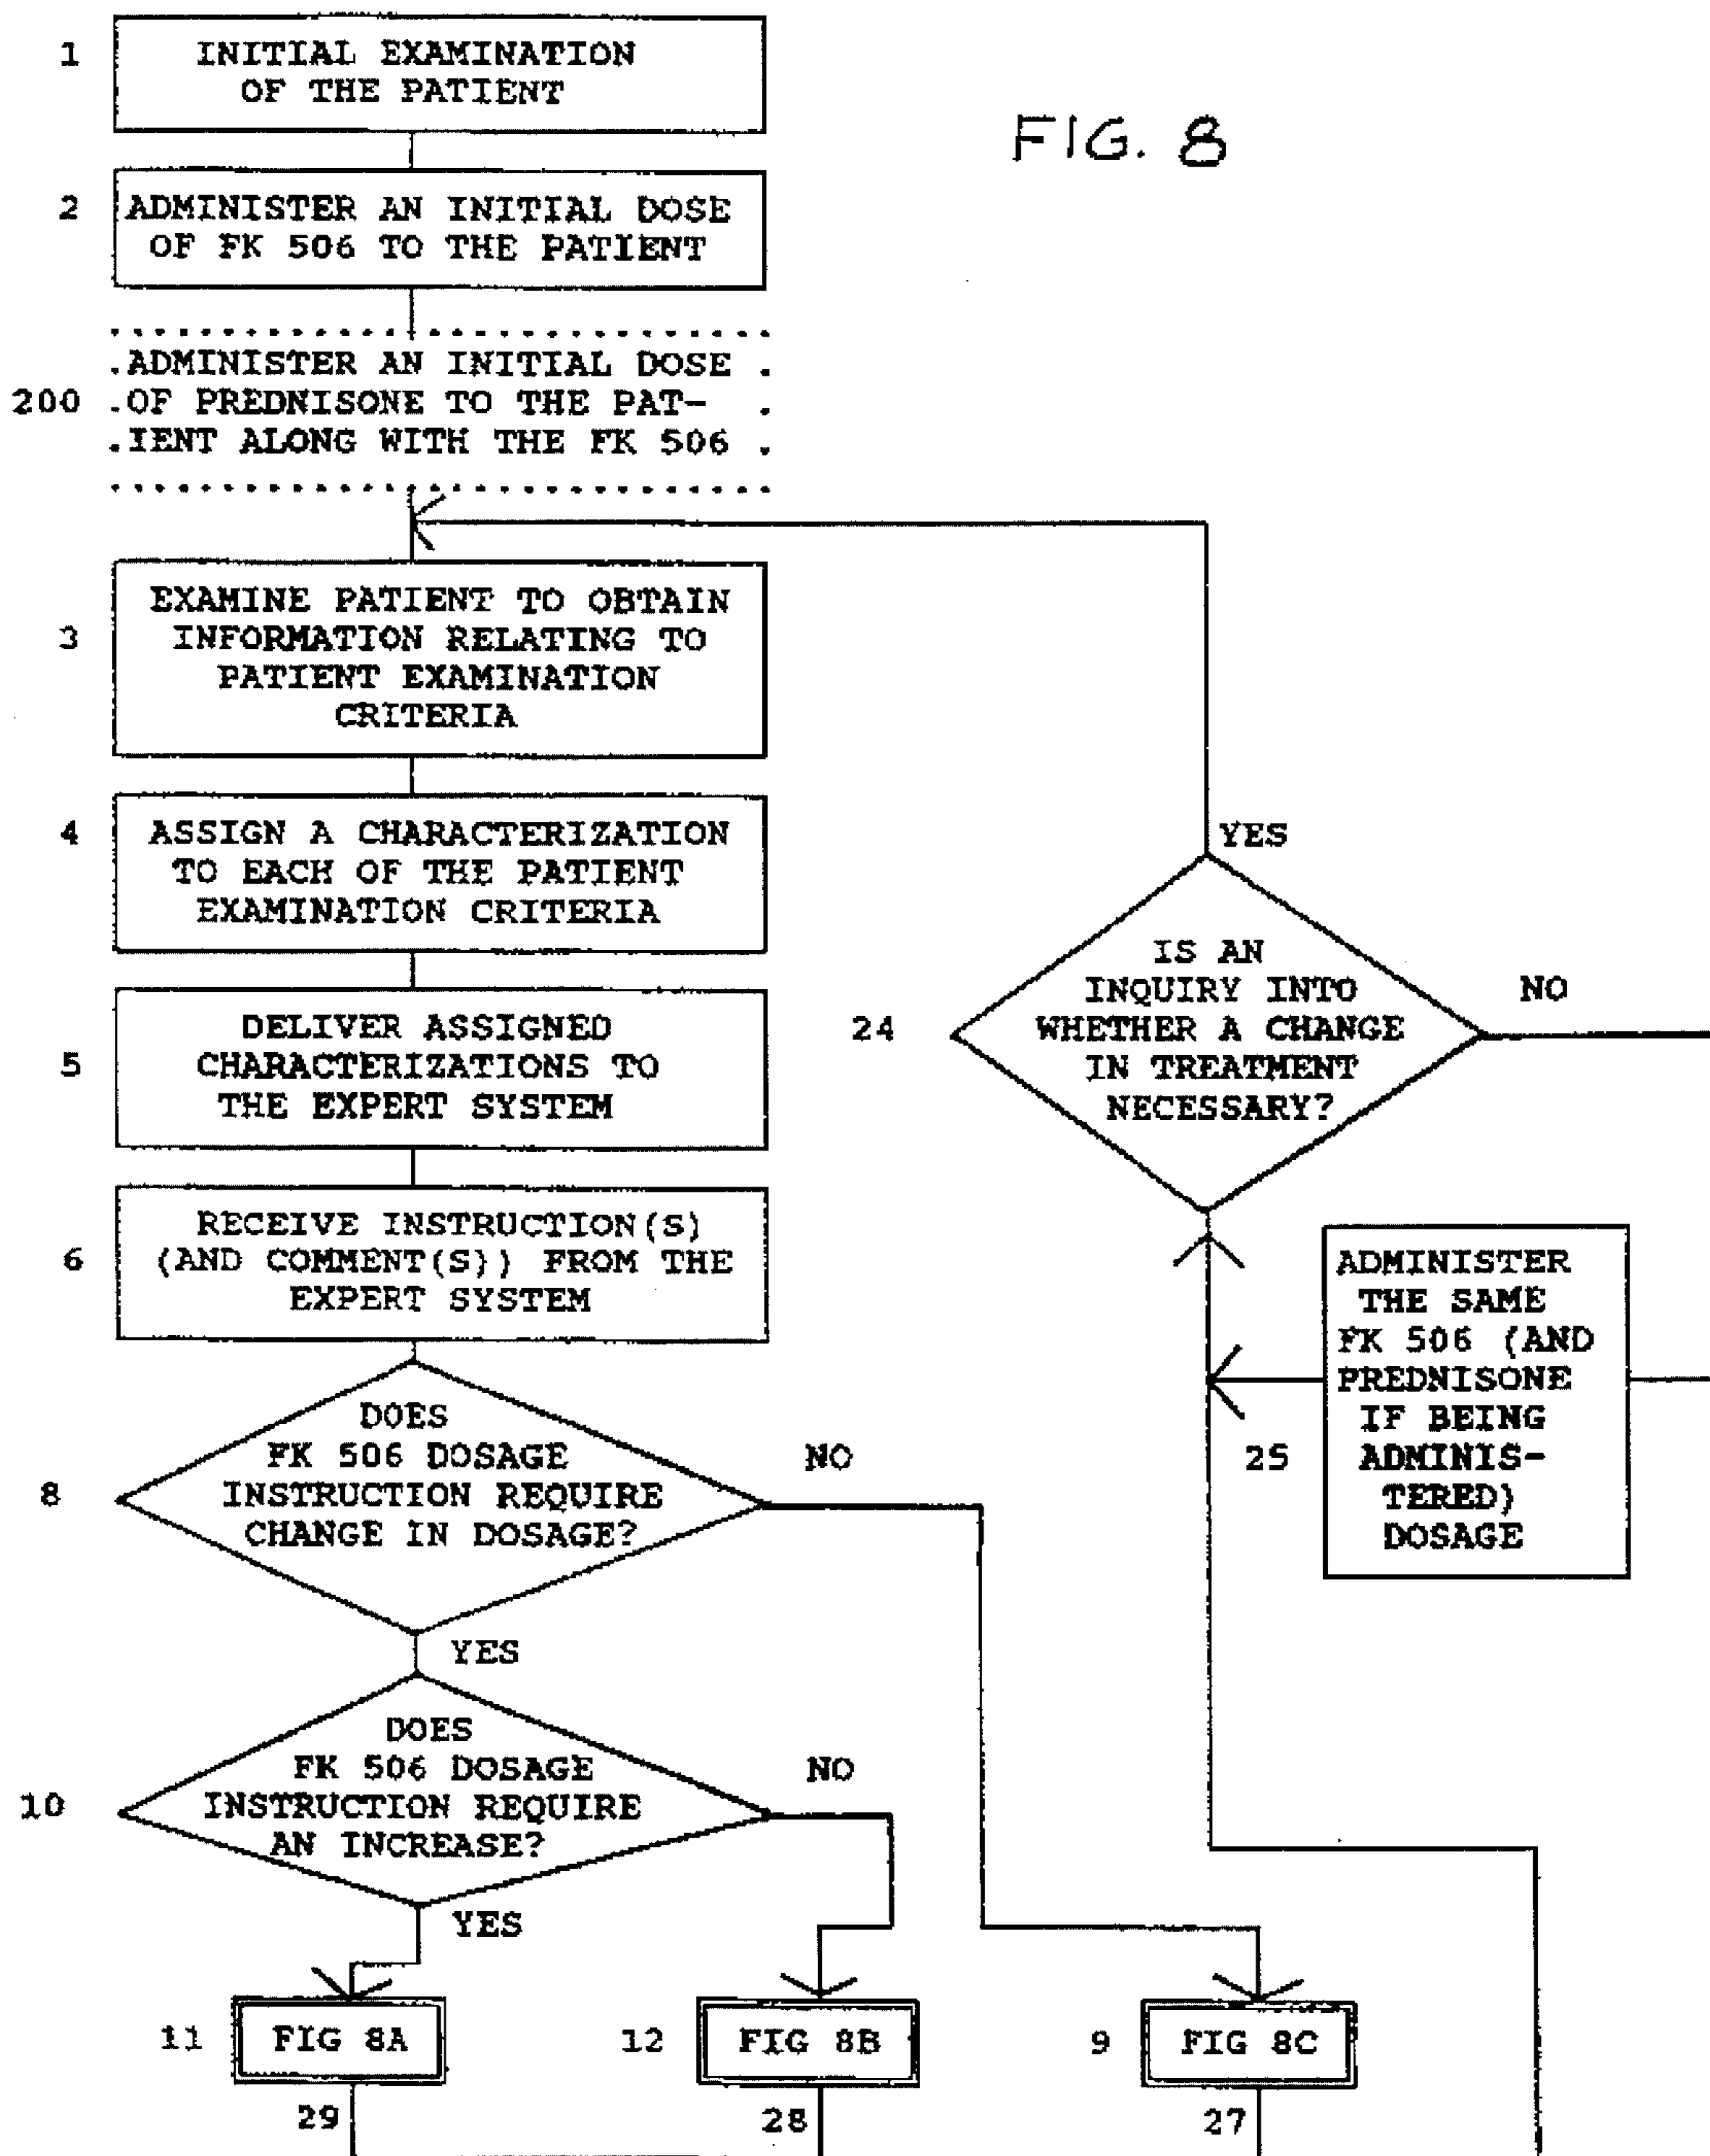 1
INITIAL EXAMINATION
OF THE PATIENT
FIG. 8
2
ADMINISTER AN INITIAL DOSE
OF FK 506 TO THE PATIENT
.ADMINISTER AN INITIAL DOSE .
200 .OF PREDNISONE TO THE PAT- .
.IENT ALONG WITH THE FK 506 .
3
EXAMINE PATIENT TO OBTAIN
INFORMATION RELATING TO
PATIENT EXAMINATION
CRITERIA
4
ASSIGN A CHARACTERIZATION
TO EACH OF THE PATIENT
EXAMINATION CRITERIA
5
DELIVER ASSIGNED
CHARACTERIZATIONS TO
THE EXPERT SYSTEM
6
RECEIVE INSTRUCTION(S)
(AND COMMENT(S)) FROM THE
EXPERT SYSTEM
8
DOES
FK 506 DOSAGE
INSTRUCTION REQUIRE
CHANGE IN DOSAGE?
NO
YES
10
DOES
FK 506 DOSAGE
INSTRUCTION REQUIRE
AN INCREASE?
NO
YES
24
YES
IS AN
INQUIRY INTO
WHETHER A CHANGE
IN TREATMENT
NECESSARY?
NO
25
ADMINISTER
THE SAME
FK 506 (AND
PREDNISONE
IF BEING
ADMINIS-
TERED)
DOSAGE
11
FIG 8A
12
FIG 8B
9
FIG 8C
29
28
27